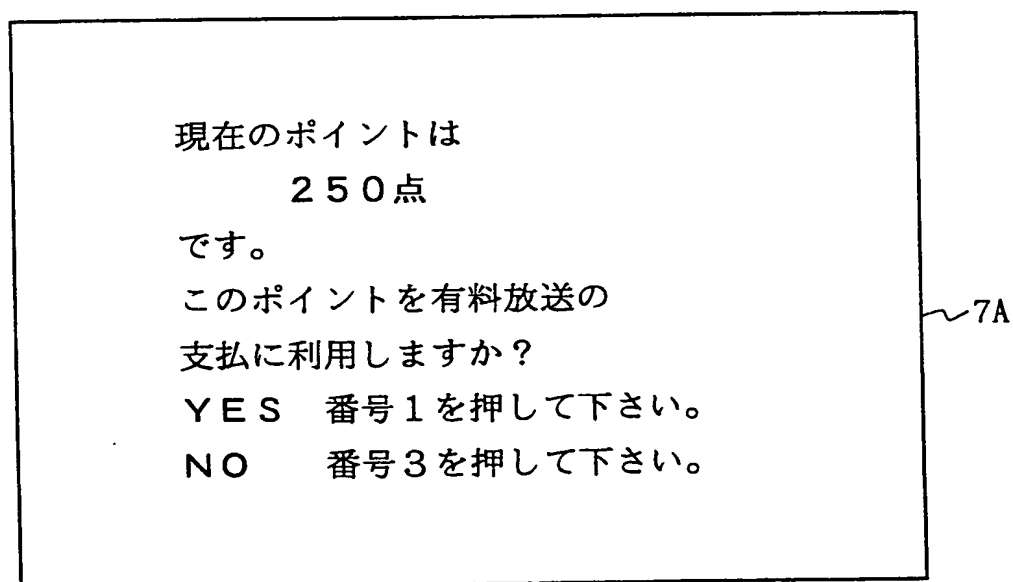 現在のポイントは
250点
です。
このポイントを有料放送の
支払に利用しますか？
YES 番号1を押して下さい。
NO 番号3を押して下さい。
7A